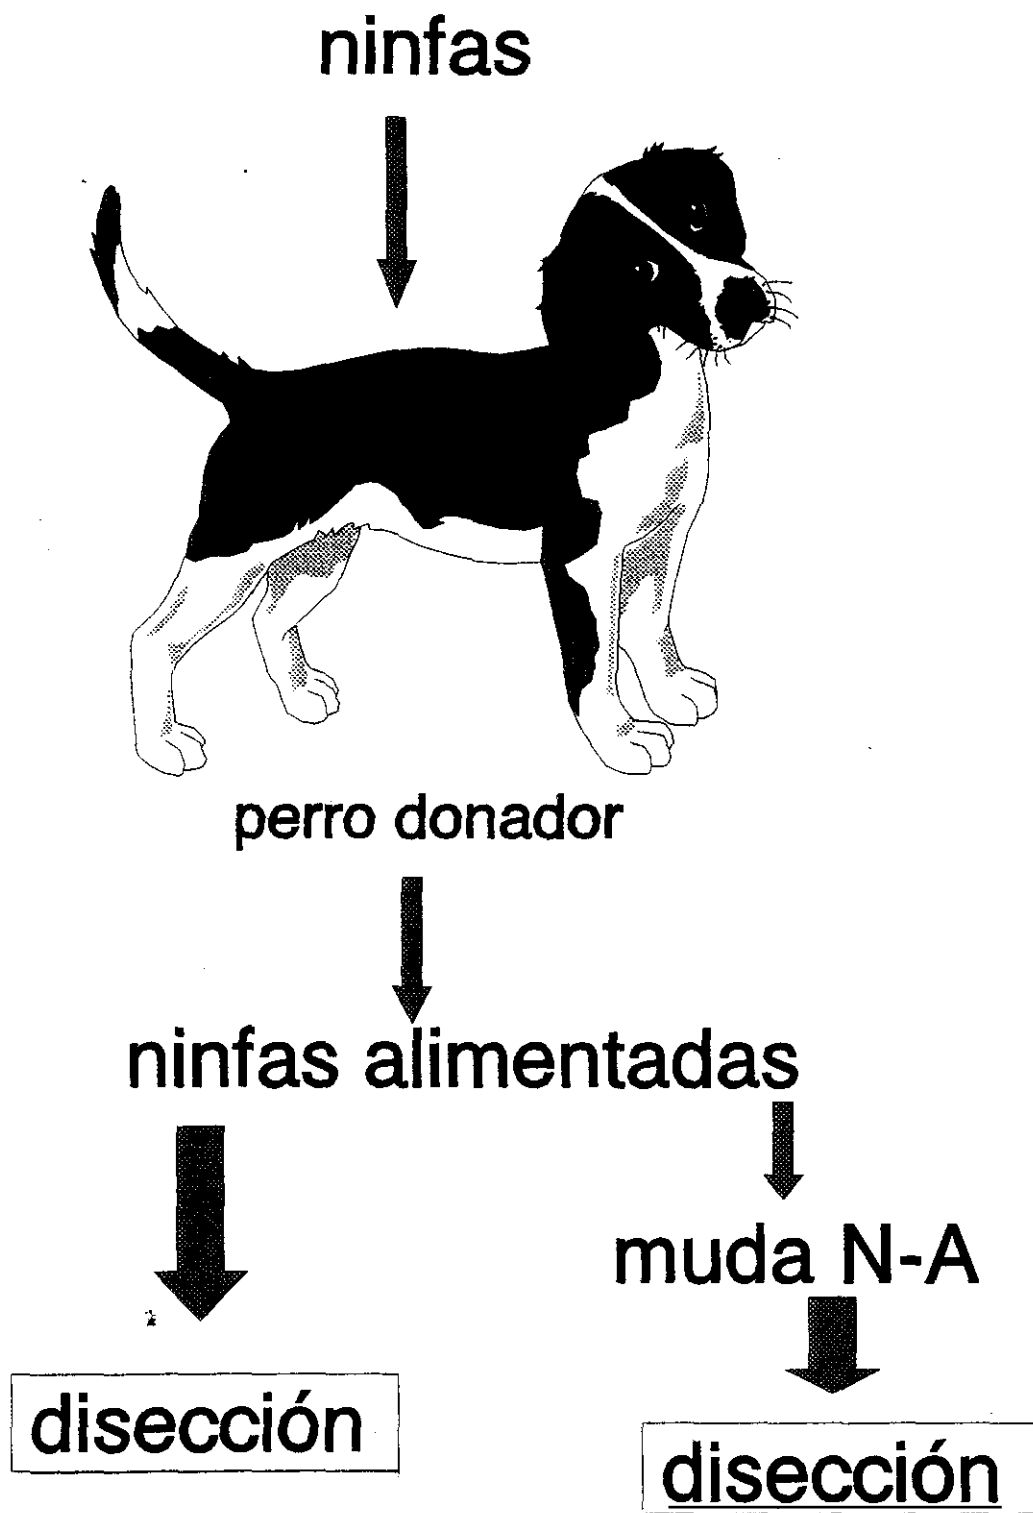 ninfas
perro donador
ninfas alimentadas
muda N-A
disección
disección